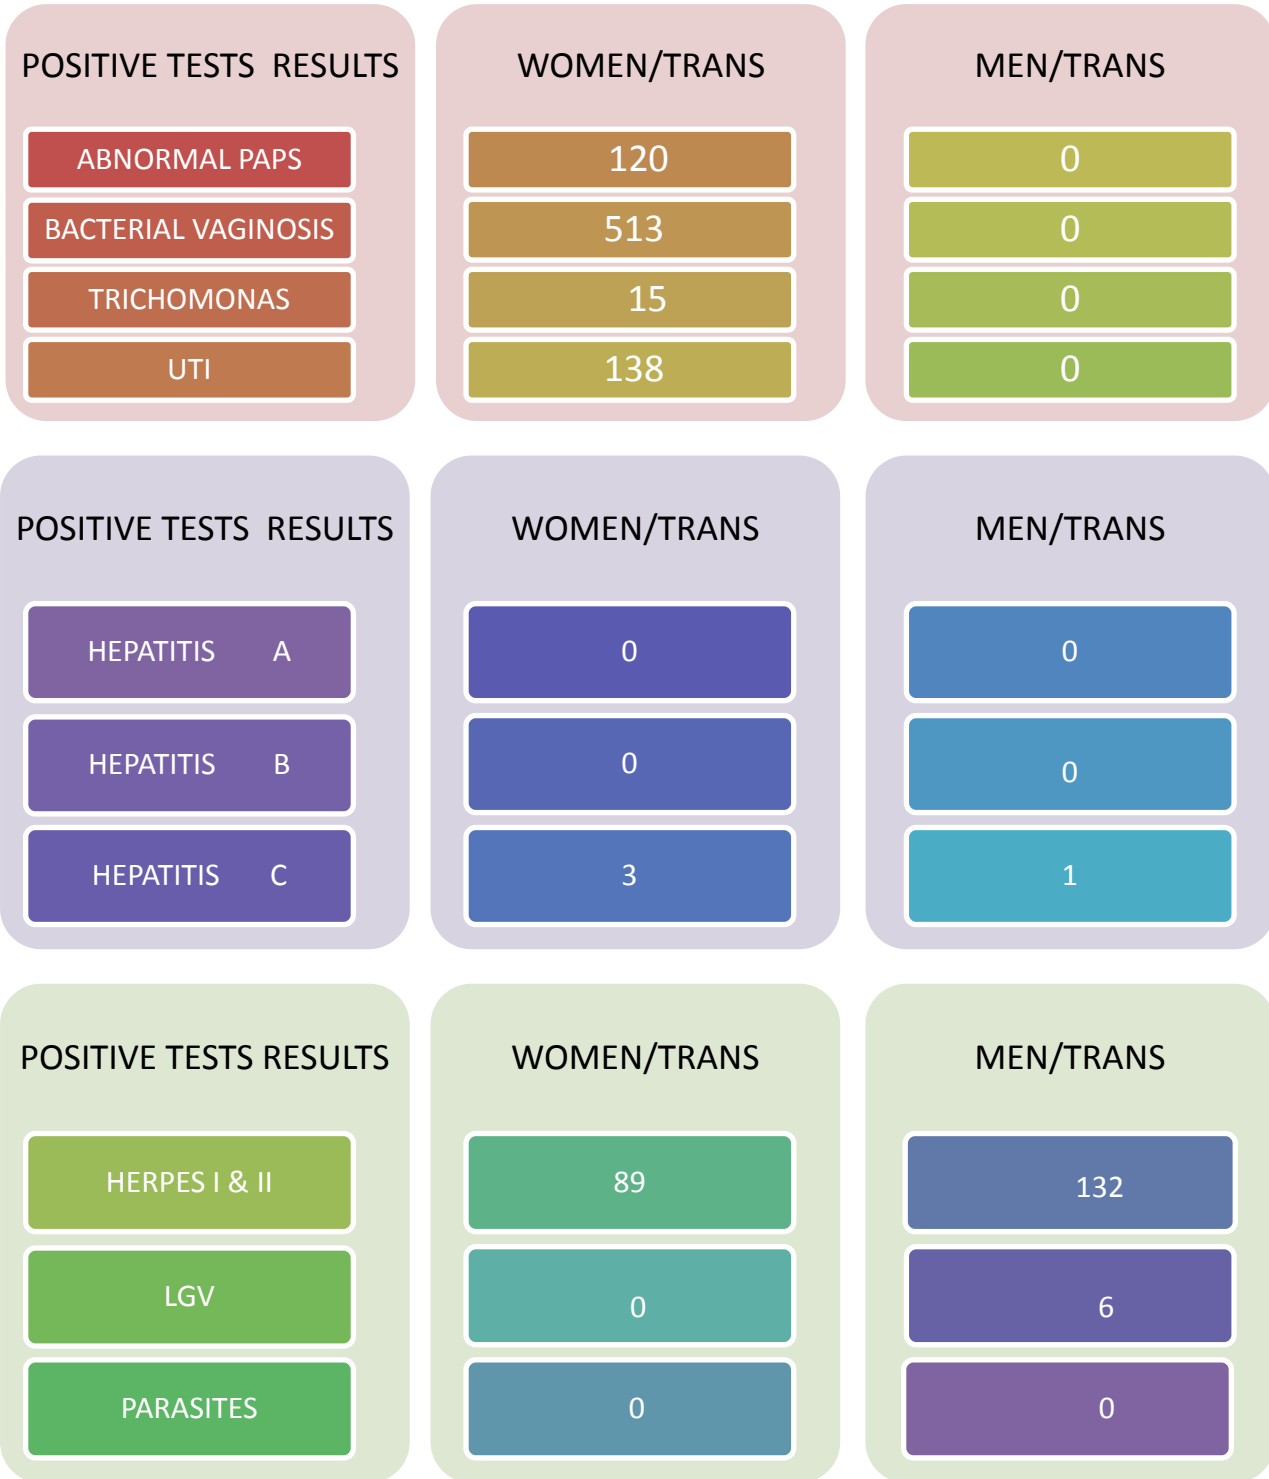 POSITIVE TESTS RESULTS WOMEN/TRANS MEN/TRANS
ABNORMAL PAPS 120 0
BACTERIAL VAGINOSIS 513 0
TRICHOMONAS 15 0
UTI 138 0
POSITIVE TESTS RESULTS WOMEN/TRANS MEN/TRANS
HEPATITIS A 0 0
HEPATITIS B 0 0
HEPATITIS C 3 1
POSITIVE TESTS RESULTS WOMEN/TRANS MEN/TRANS
HERPES I & II 89 132
LGV 0 6
PARASITES 0 0